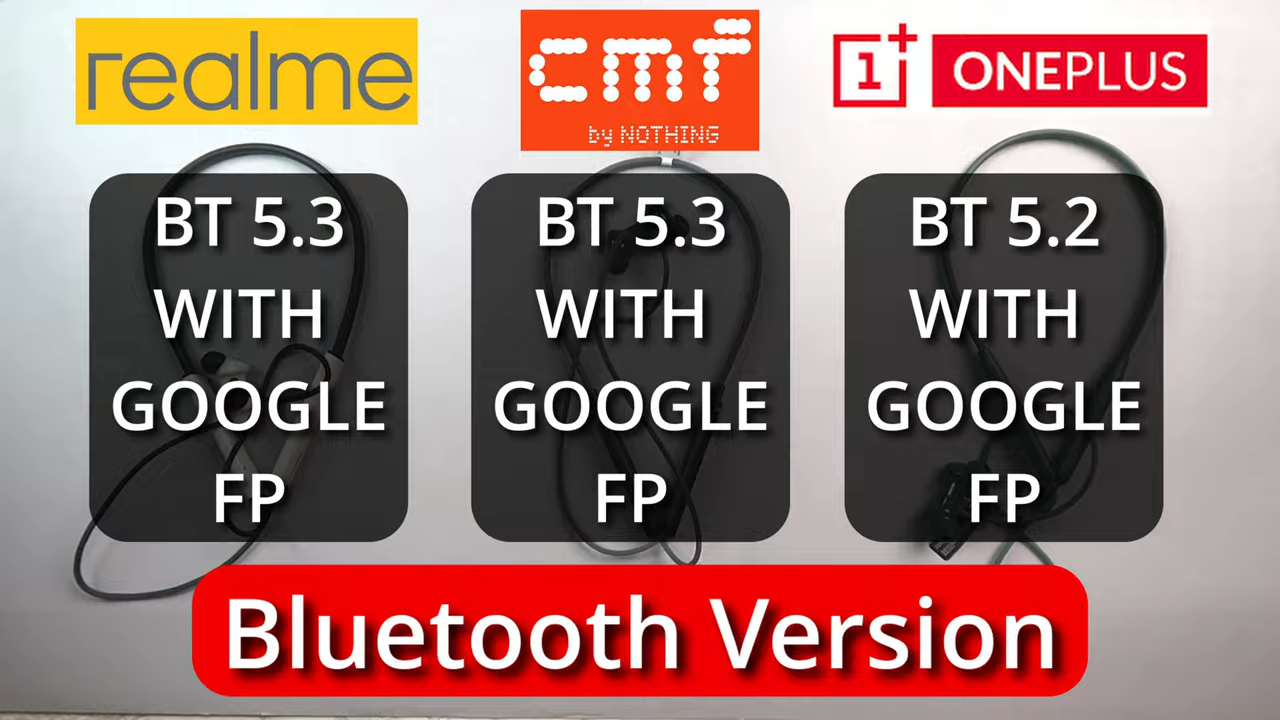 realme
cmf
by NOTHING
1+ ONEPLUS
BT 5.3
WITH
GOOGLE
FP
BT 5.3
WITH
GOOGLE
FP
BT 5.2
WITH
GOOGLE
FP
Bluetooth Version